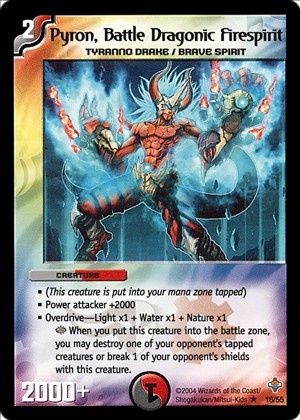 2
Pyron, Battle Dragonic Firespirit
TYRANNO DRAKE / BRAVE SPIRIT
CREATURE
• (This creature is put into your mana zone tapped)
• Power attacker +2000
• Overdrive—Light x1 + Water x1 + Nature x1
When you put this creature into the battle zone,
you may destroy one of your opponent's tapped
creatures or break 1 of your opponent's shields
with this creature.
2000+
1
©2004 Wizards of the Coast/
Shogakukan/Mitsui-Kids ★ 16/55